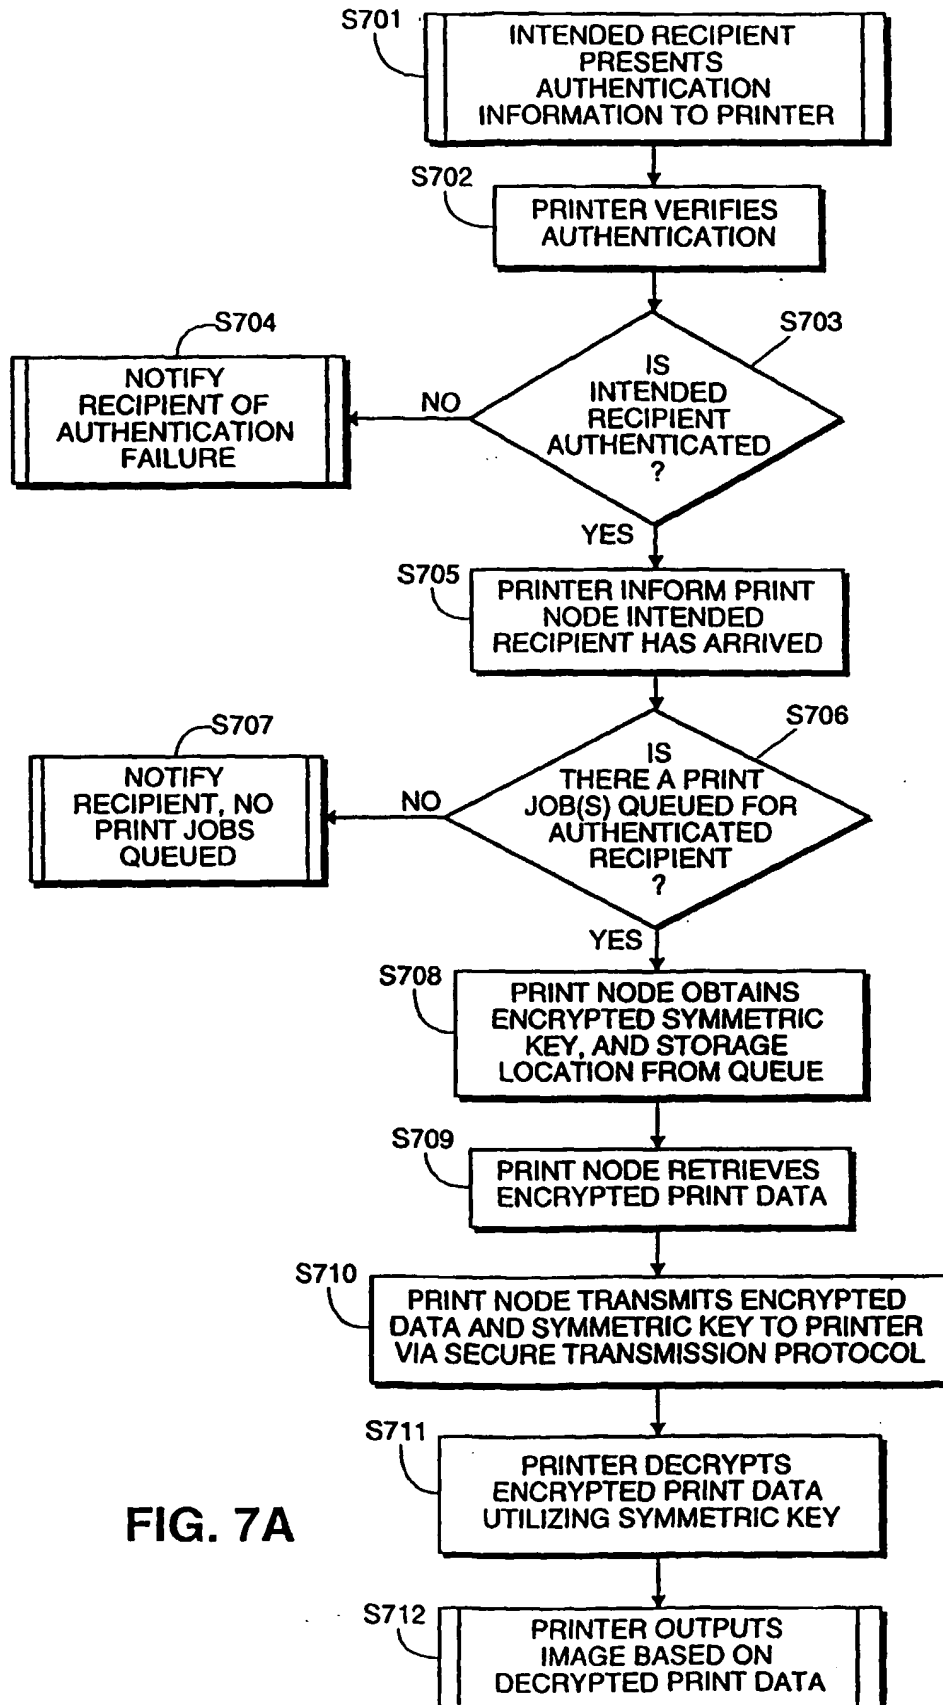 S701
INTENDED RECIPIENT
PRESENTS
AUTHENTICATION
INFORMATION TO PRINTER
S702
PRINTER VERIFIES
AUTHENTICATION
S703
IS
INTENDED
RECIPIENT
AUTHENTICATED
?
NO
S704
NOTIFY
RECIPIENT OF
AUTHENTICATION
FAILURE
YES
S705
PRINTER INFORM PRINT
NODE INTENDED
RECIPIENT HAS ARRIVED
S706
IS
THERE A PRINT
JOB(S) QUEUED FOR
AUTHENTICATED
RECIPIENT
?
NO
S707
NOTIFY
RECIPIENT, NO
PRINT JOBS
QUEUED
YES
S708
PRINT NODE OBTAINS
ENCRYPTED SYMMETRIC
KEY, AND STORAGE
LOCATION FROM QUEUE
S709
PRINT NODE RETRIEVES
ENCRYPTED PRINT DATA
S710
PRINT NODE TRANSMITS ENCRYPTED
DATA AND SYMMETRIC KEY TO PRINTER
VIA SECURE TRANSMISSION PROTOCOL
S711
PRINTER DECRYPTS
ENCRYPTED PRINT DATA
UTILIZING SYMMETRIC KEY
FIG. 7A
S712
PRINTER OUTPUTS
IMAGE BASED ON
DECRYPTED PRINT DATA